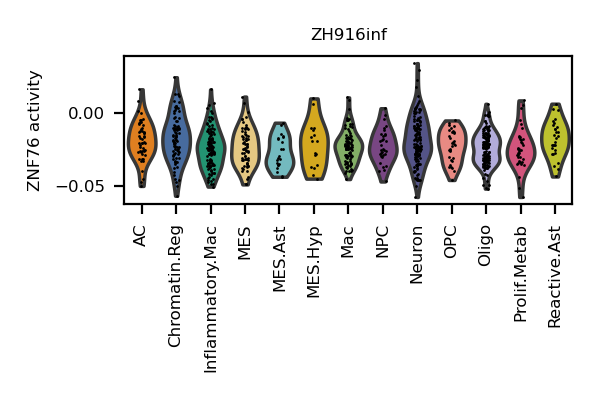 ZH916inf
ZNF76 activity
0.00
−0.05
AC
Chromatin.Reg
Inflammatory.Mac
MES
MES.Ast
MES.Hyp
Mac
NPC
Neuron
OPC
Oligo
Prolif.Metab
Reactive.Ast